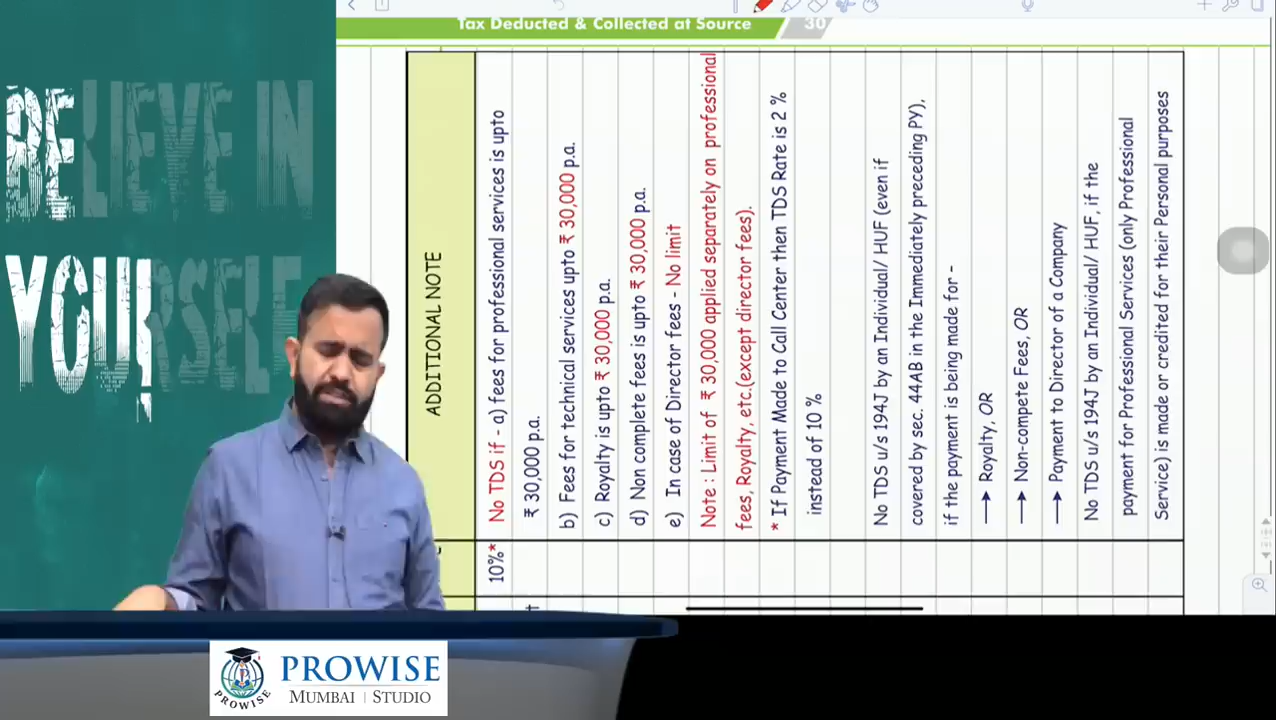 BELIEVE IN
YOURSELF
Tax Deducted & Collected at Source 30
ADDITIONAL NOTE
10%*
No TDS if - a) fees for professional services is upto
₹ 30,000 p.a.
b) Fees for technical services upto ₹ 30,000 p.a.
c) Royalty is upto ₹ 30,000 p.a.
d) Non complete fees is upto ₹ 30,000 p.a.
e) In case of Director fees - No limit
Note : Limit of ₹ 30,000 applied separately on professional
fees, Royalty, etc.(except director fees).
* If Payment Made to Call Center then TDS Rate is 2 %
instead of 10 %
No TDS u/s 194J by an Individual/ HUF (even if
covered by sec. 44AB in the Immediately preceding PY),
if the payment is being made for -
→ Royalty, OR
→ Non-compete Fees, OR
→ Payment to Director of a Company
No TDS u/s 194J by an Individual/ HUF, if the
payment for Professional Services (only Professional
Service) is made or credited for their Personal purposes
PROWISE
PROWISE
MUMBAI | STUDIO